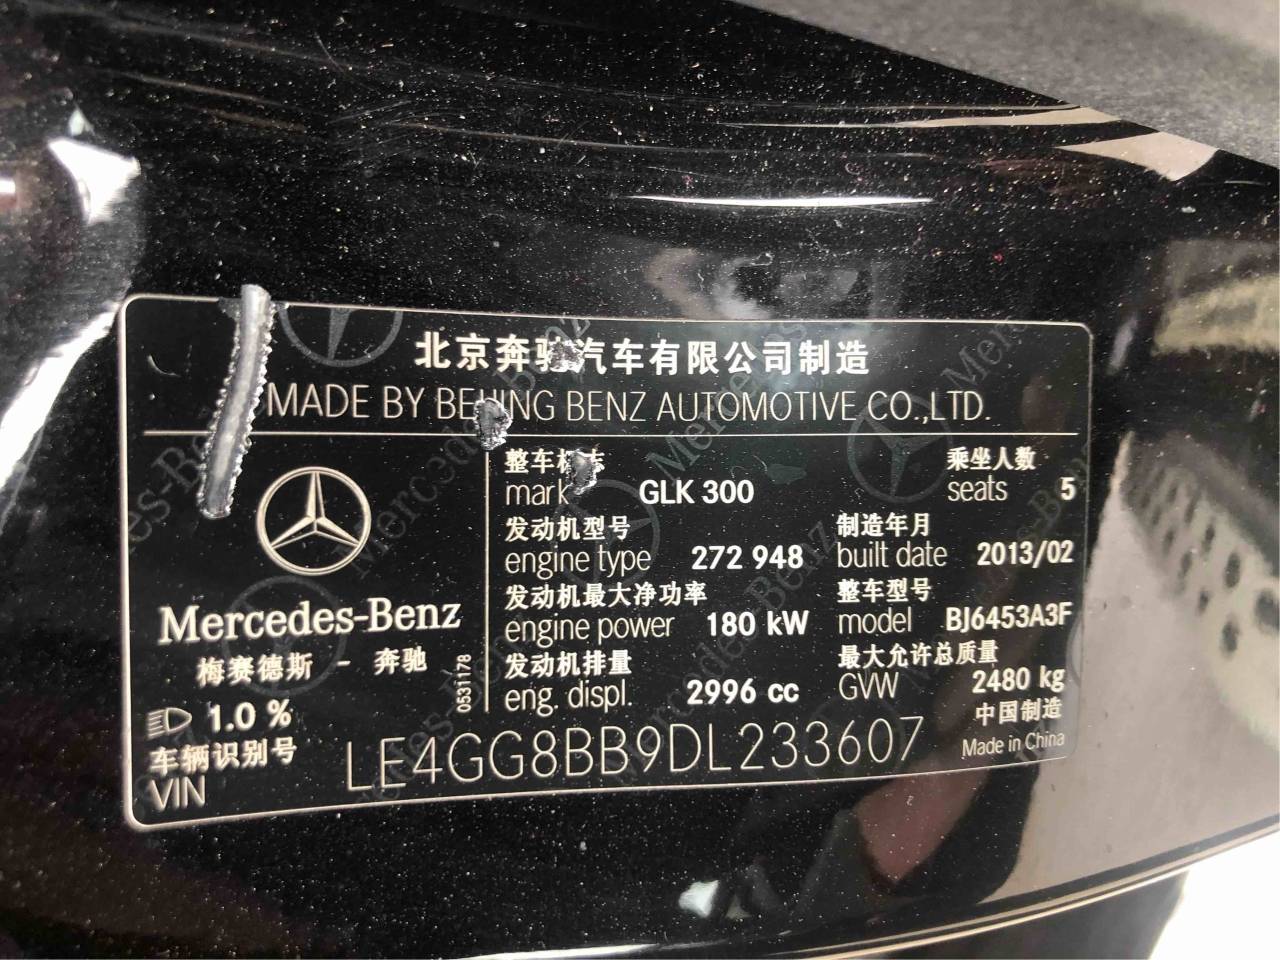 北京奔驰汽车有限公司制造
MADE BY BEIJING BENZ AUTOMOTIVE CO.,LTD.
整车标志
mark GLK 300
乘坐人数
seats 5
发动机型号
engine type 272 948
制造年月
built date 2013/02
发动机最大净功率
engine power 180 kW
整车型号
model BJ6453A3F
发动机排量
eng. displ. 2996 cc
最大允许总质量
GVW 2480 kg
Mercedes-Benz
梅赛德斯 - 奔驰
0531178
1.0 %
车辆识别号
VIN LE4GG8BB9DL233607
中国制造
Made in China